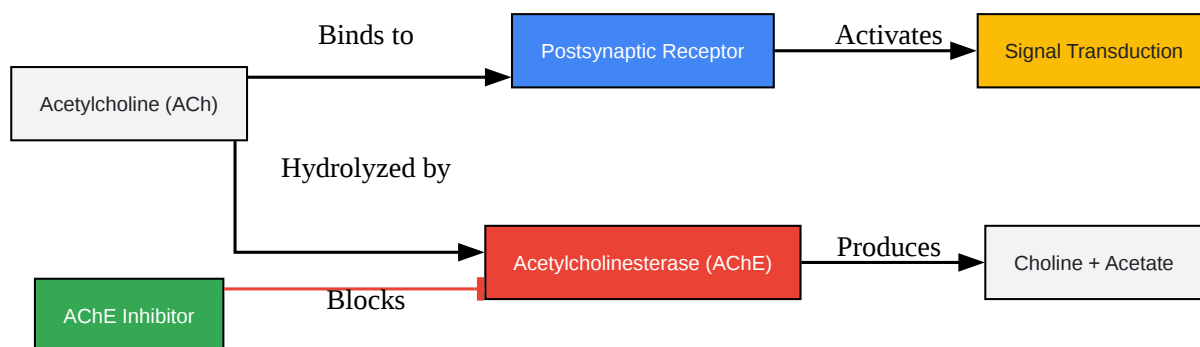 Binds to
Postsynaptic Receptor
Activates
Signal Transduction
Acetylcholine (ACh)
Hydrolyzed by
Acetylcholinesterase (AChE)
Produces
Choline + Acetate
Blocks
AChE Inhibitor